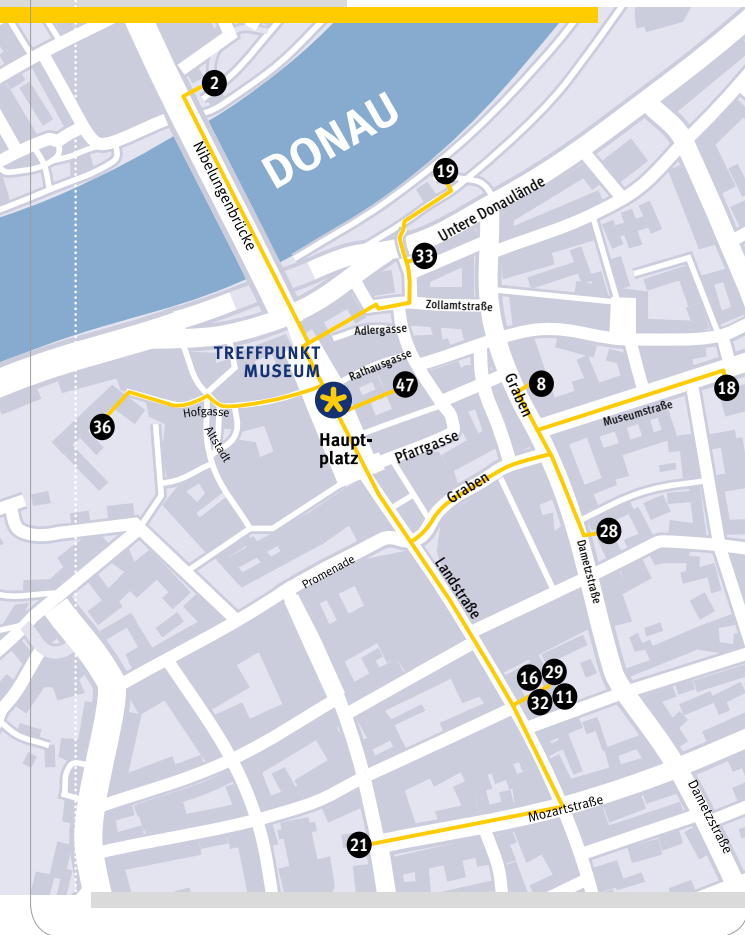 2
DONAU
Nibelungenbrücke
19
Untere Donaulände
33
Zollamtstraße
Adlergasse
TREFFPUNKT
MUSEUM
Rathausgasse
47
Graben
8
18
Museumstraße
36
Hofgasse
Altstadt
Haupt-
platz
Pfarrgasse
Graben
28
Dametzstraße
Promenade
Landstraße
16
29
32
11
Mozartstraße
21
Dametzstraße